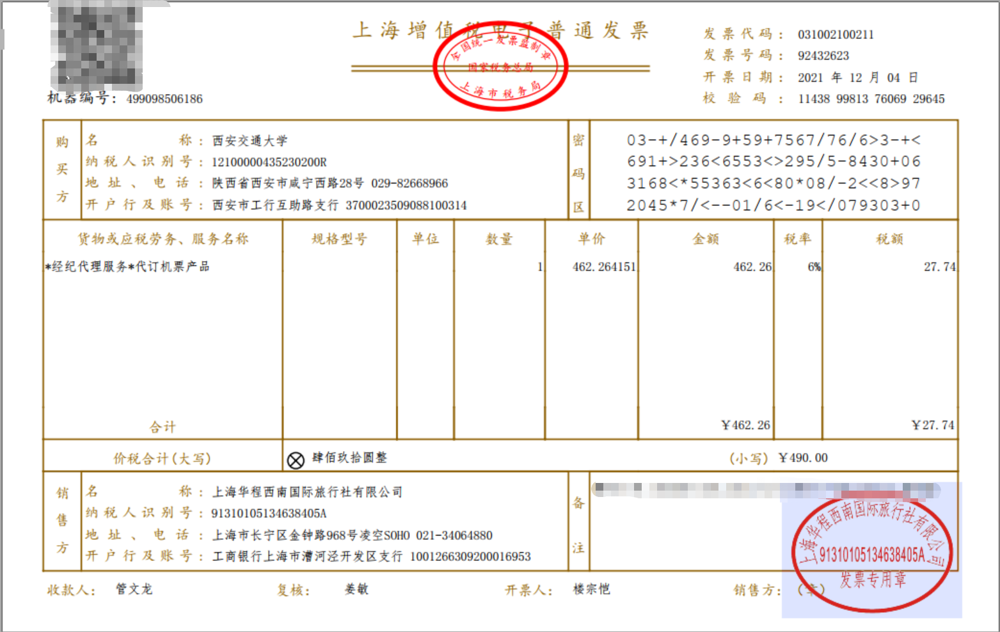 上海增值税电子普通发票
全国统一发票监制章
国家税务总局
上海市税务局
发票代码： 031002100211
发票号码： 92432623
开票日期： 2021 年 12 月 04 日
校验码： 11438 99813 76069 29645
机器编号： 499098506186
购买方
名称： 西安交通大学
纳税人识别号： 12100000435230200R
地址、电话： 陕西省西安市咸宁西路28号 029-82668966
开户行及账号： 西安市工行互助路支行 3700023509088100314
密码区
03-+/469-9+59+7567/76/6>3-+<
691+>236<6553<>295/5-8430+06
3168<*55363<6<80*08/-2<<8>97
2045*7/<--01/6<-19</079303+0
货物或应税劳务、服务名称 规格型号 单位 数量 单价 金额 税率 税额
*经纪代理服务*代订机票产品 1 462.264151 462.26 6% 27.74
合计 ￥462.26 ￥27.74
价税合计(大写) 肆佰玖拾圆整 (小写) ￥490.00
销售方
名称： 上海华程西南国际旅行社有限公司
纳税人识别号： 91310105134638405A
地址、电话： 上海市长宁区金钟路968号凌空SOHO 021-34064880
开户行及账号： 工商银行上海市漕河泾开发区支行 1001266309200016953
备注
上海华程西南国际旅行社有限公司
91310105134638405A
发票专用章
收款人： 管文龙 复核： 姜敏 开票人： 楼宗恺 销售方：(章)